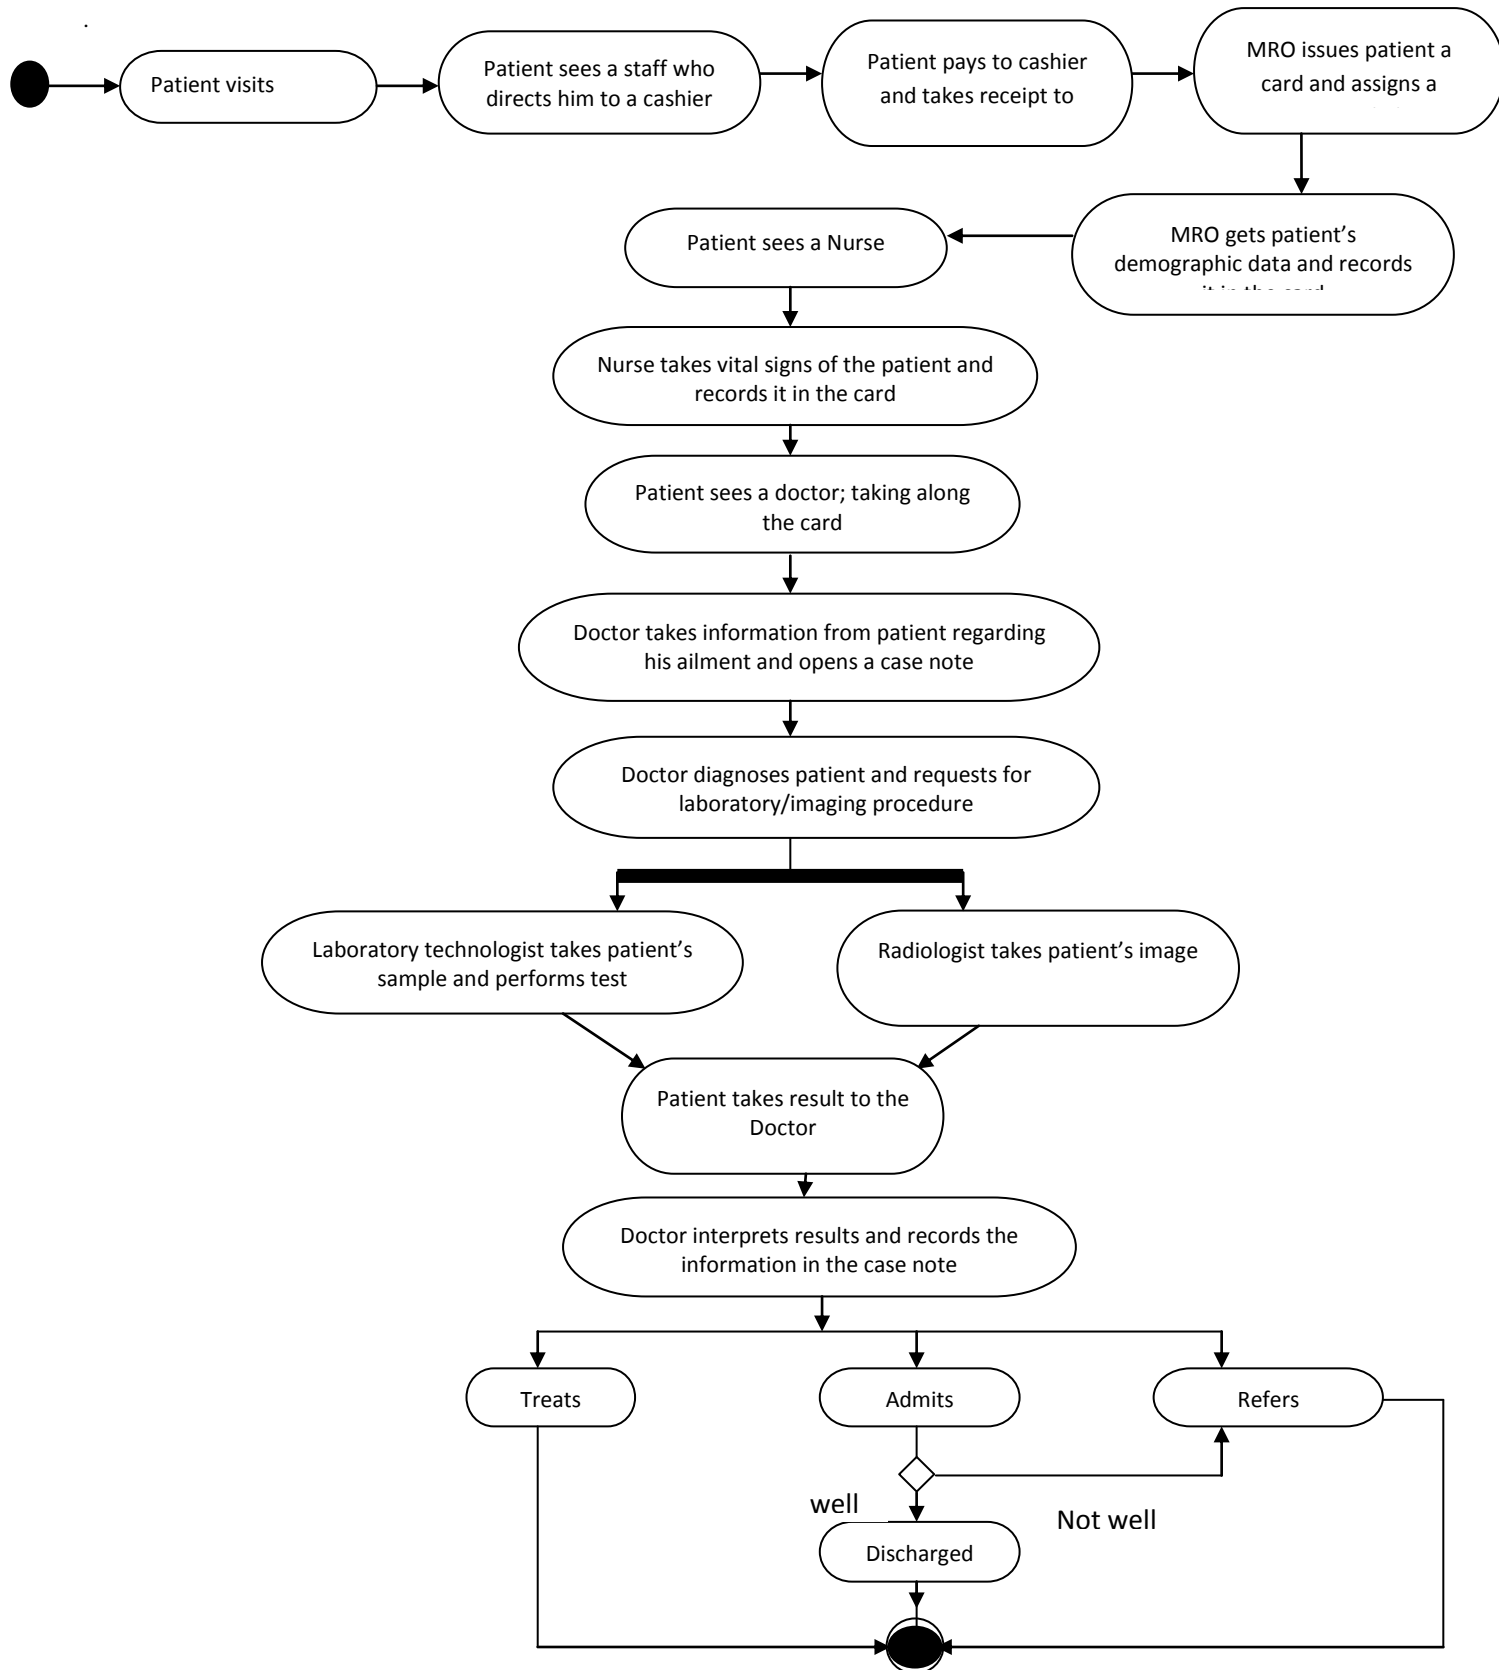 Patient visits
Patient sees a staff who
directs him to a cashier
Patient pays to cashier
and takes receipt to
MRO issues patient a
card and assigns a
MRO gets patient’s
demographic data and records
it in the card
Patient sees a Nurse
Nurse takes vital signs of the patient and
records it in the card
Patient sees a doctor; taking along
the card
Doctor takes information from patient regarding
his ailment and opens a case note
Doctor diagnoses patient and requests for
laboratory/imaging procedure
Laboratory technologist takes patient’s
sample and performs test
Radiologist takes patient’s image
Patient takes result to the
Doctor
Doctor interprets results and records the
information in the case note
Treats
Admits
Refers
well
Not well
Discharged